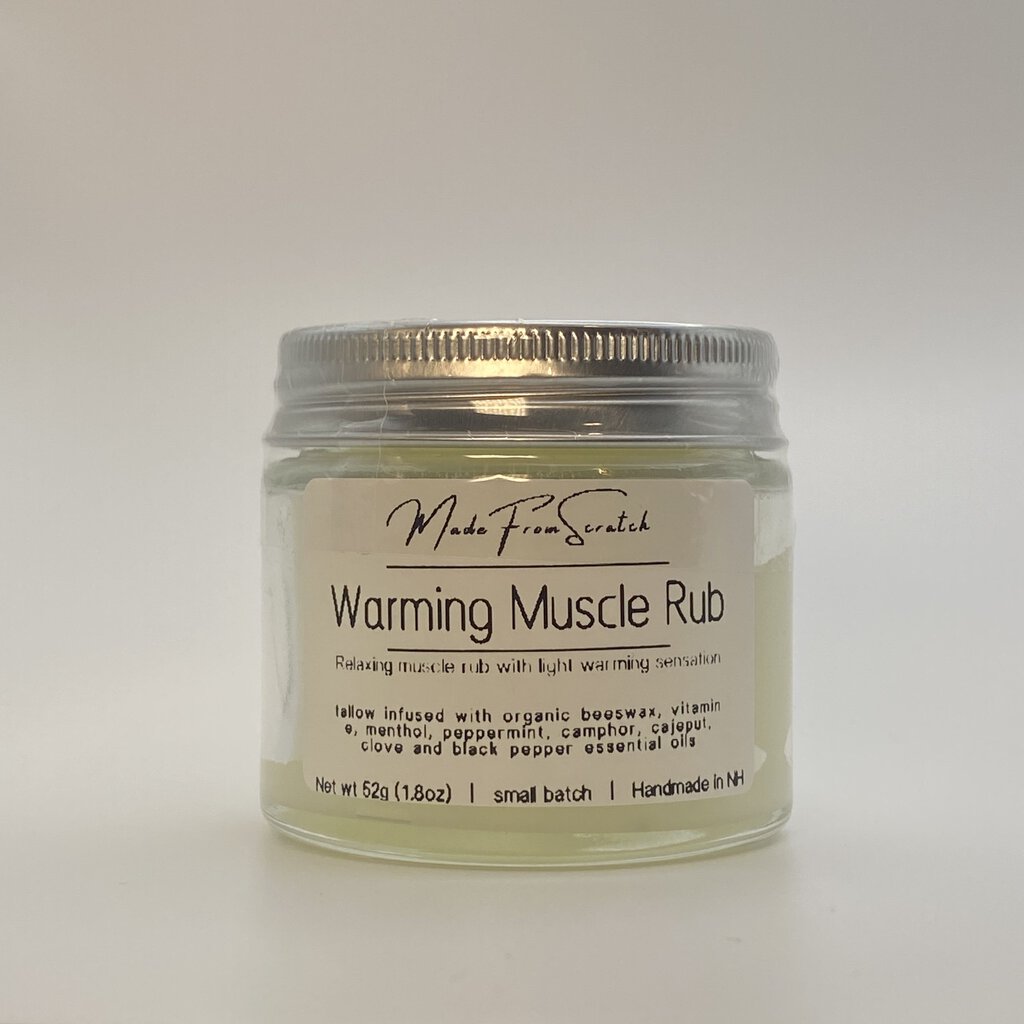 Made From Scratch
Warming Muscle Rub
Relaxing muscle rub with light warming sensation
tallow infused with organic beeswax, vitamin
e, menthol, peppermint, camphor, cajeput,
clove and black pepper essential oils
Net wt 52g (1.8oz) | small batch | Handmade in NH